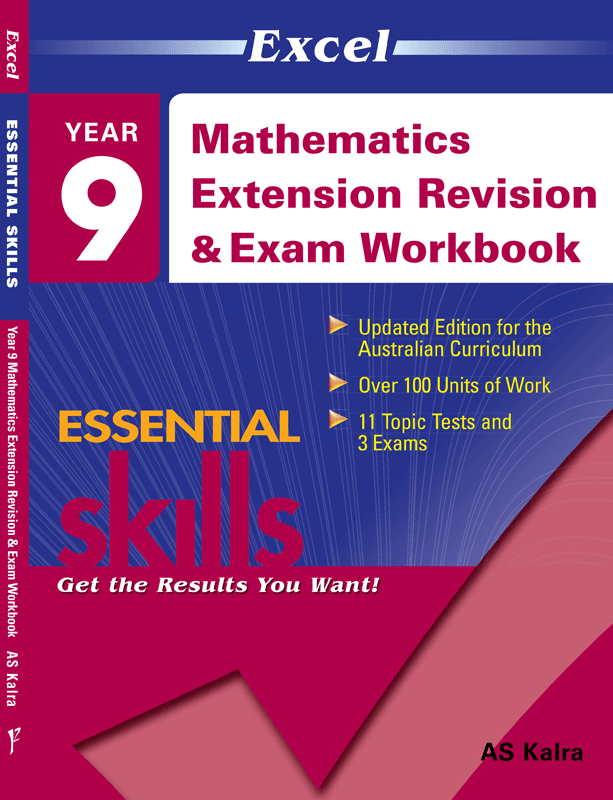 Excel
YEAR
9
Mathematics
Extension Revision
& Exam Workbook
Updated Edition for the
Australian Curriculum
Over 100 Units of Work
11 Topic Tests and
3 Exams
ESSENTIAL
skills
Get the Results You Want!
AS Kalra
Excel
ESSENTIAL SKILLS
Year 9 Mathematics Extension Revision & Exam Workbook
AS Kalra